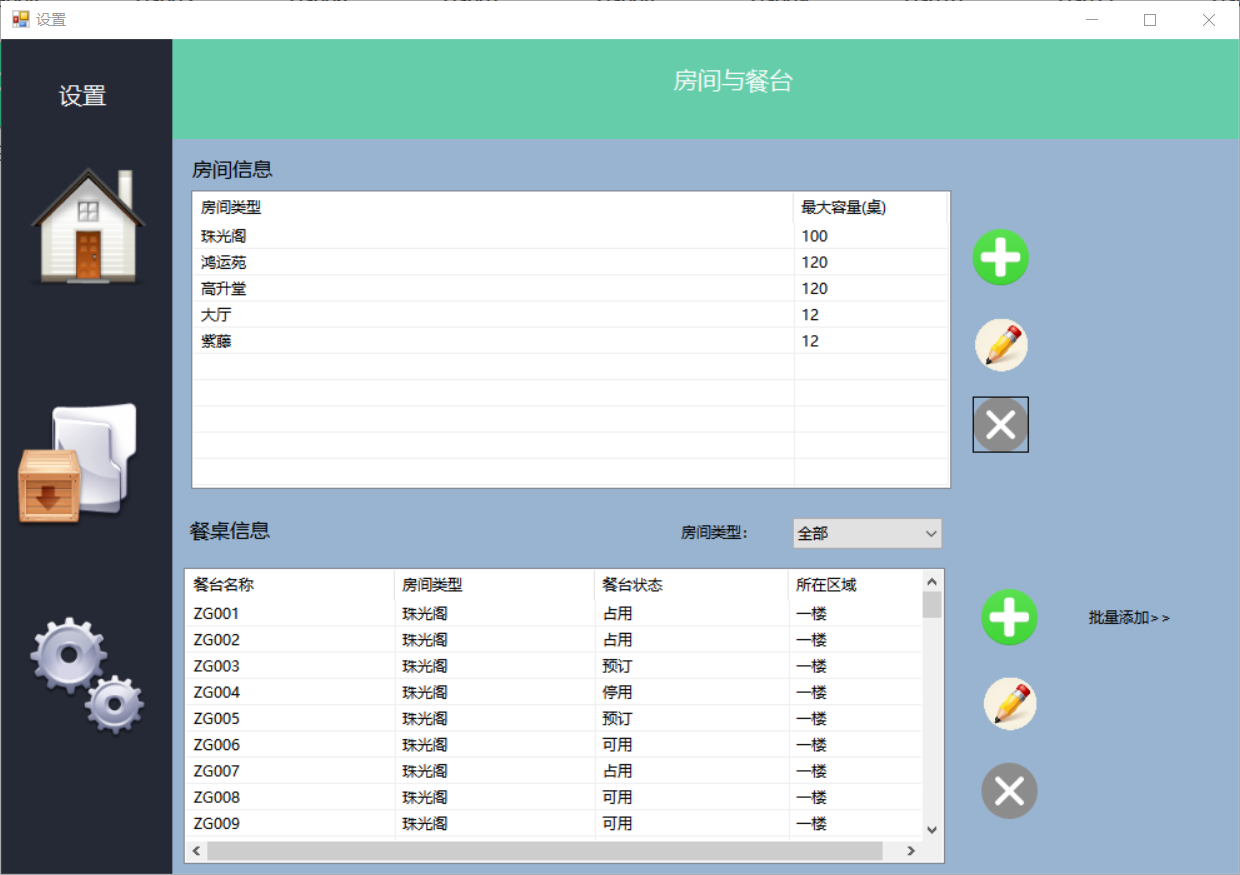 设置
设置
房间与餐台
房间信息
房间类型 最大容量(桌)
珠光阁 100
鸿运苑 120
高升堂 120
大厅 12
紫藤 12
餐桌信息 房间类型: 全部
餐台名称 房间类型 餐台状态 所在区域
ZG001 珠光阁 占用 一楼
ZG002 珠光阁 占用 一楼
ZG003 珠光阁 预订 一楼
ZG004 珠光阁 停用 一楼
ZG005 珠光阁 预订 一楼
ZG006 珠光阁 可用 一楼
ZG007 珠光阁 占用 一楼
ZG008 珠光阁 可用 一楼
ZG009 珠光阁 可用 一楼
批量添加>>